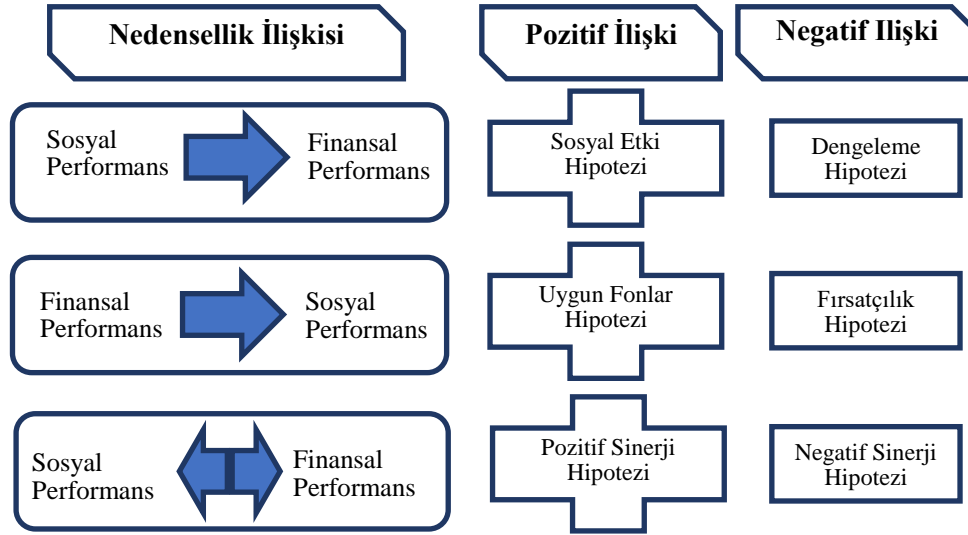 Nedensellik İlişkisi
Pozitif İlişki
Negatif Ilişki
Sosyal
Performans
Finansal
Performans
Sosyal Etki
Hipotezi
Dengeleme
Hipotezi
Finansal
Performans
Sosyal
Performans
Uygun Fonlar
Hipotezi
Fırsatçılık
Hipotezi
Sosyal
Performans
Finansal
Performans
Pozitif Sinerji
Hipotezi
Negatif Sinerji
Hipotezi